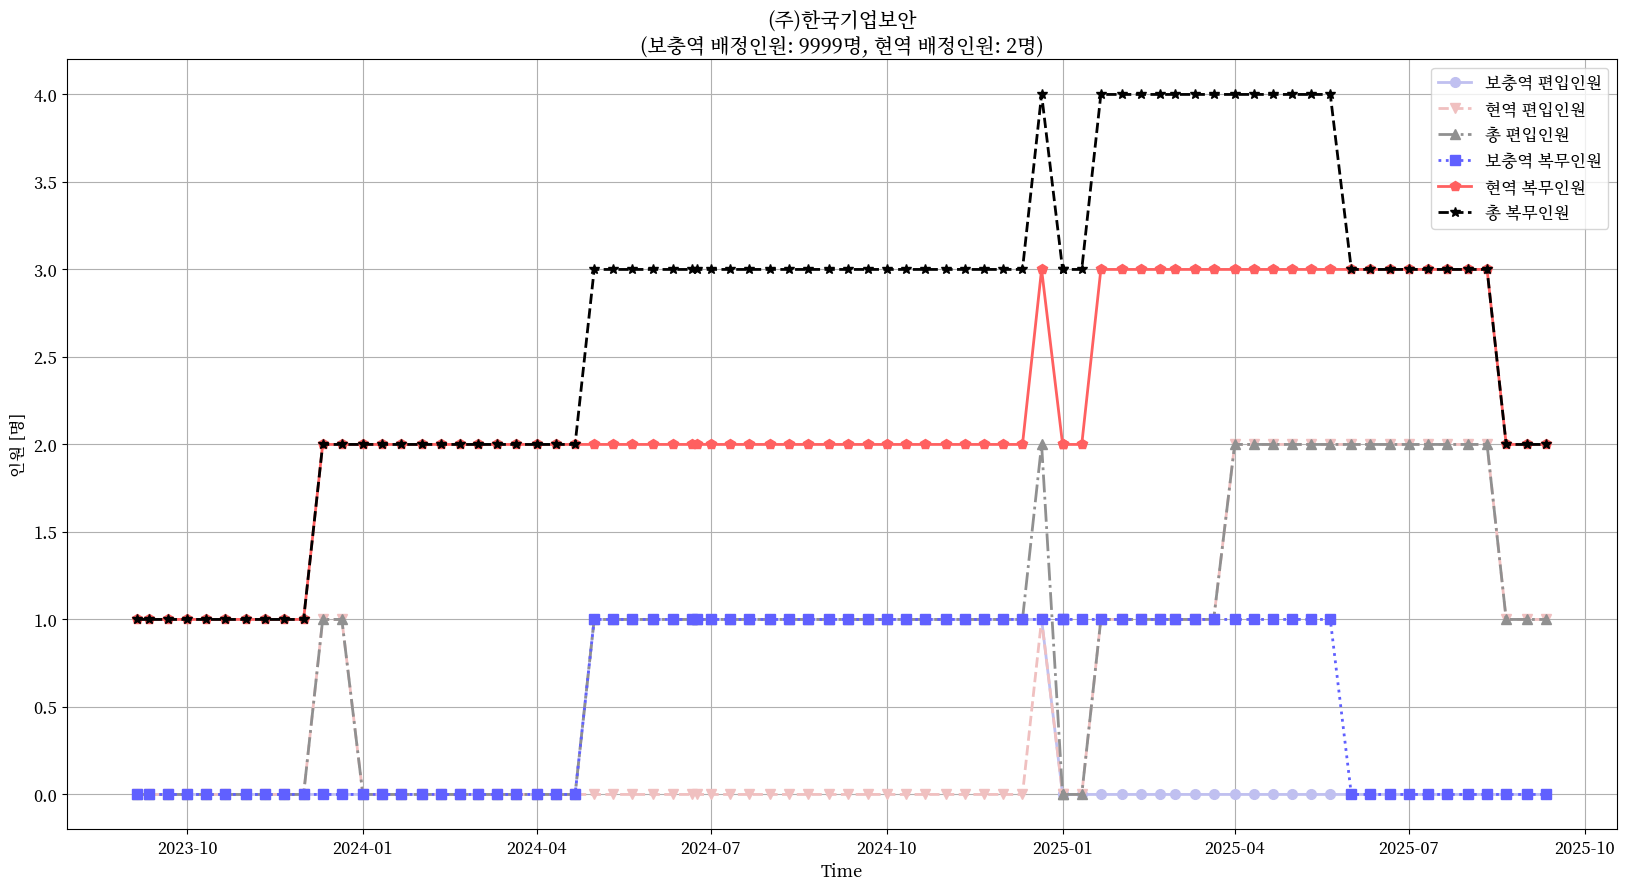 (주)한국기업보안
(보충역 배정인원: 9999명, 현역 배정인원: 2명)
보충역 편입인원
현역 편입인원
총 편입인원
보충역 복무인원
현역 복무인원
총 복무인원
인원 [명]
4.0
3.5
3.0
2.5
2.0
1.5
1.0
0.5
0.0
2023-10
2024-01
2024-04
2024-07
2024-10
2025-01
2025-04
2025-07
2025-10
Time